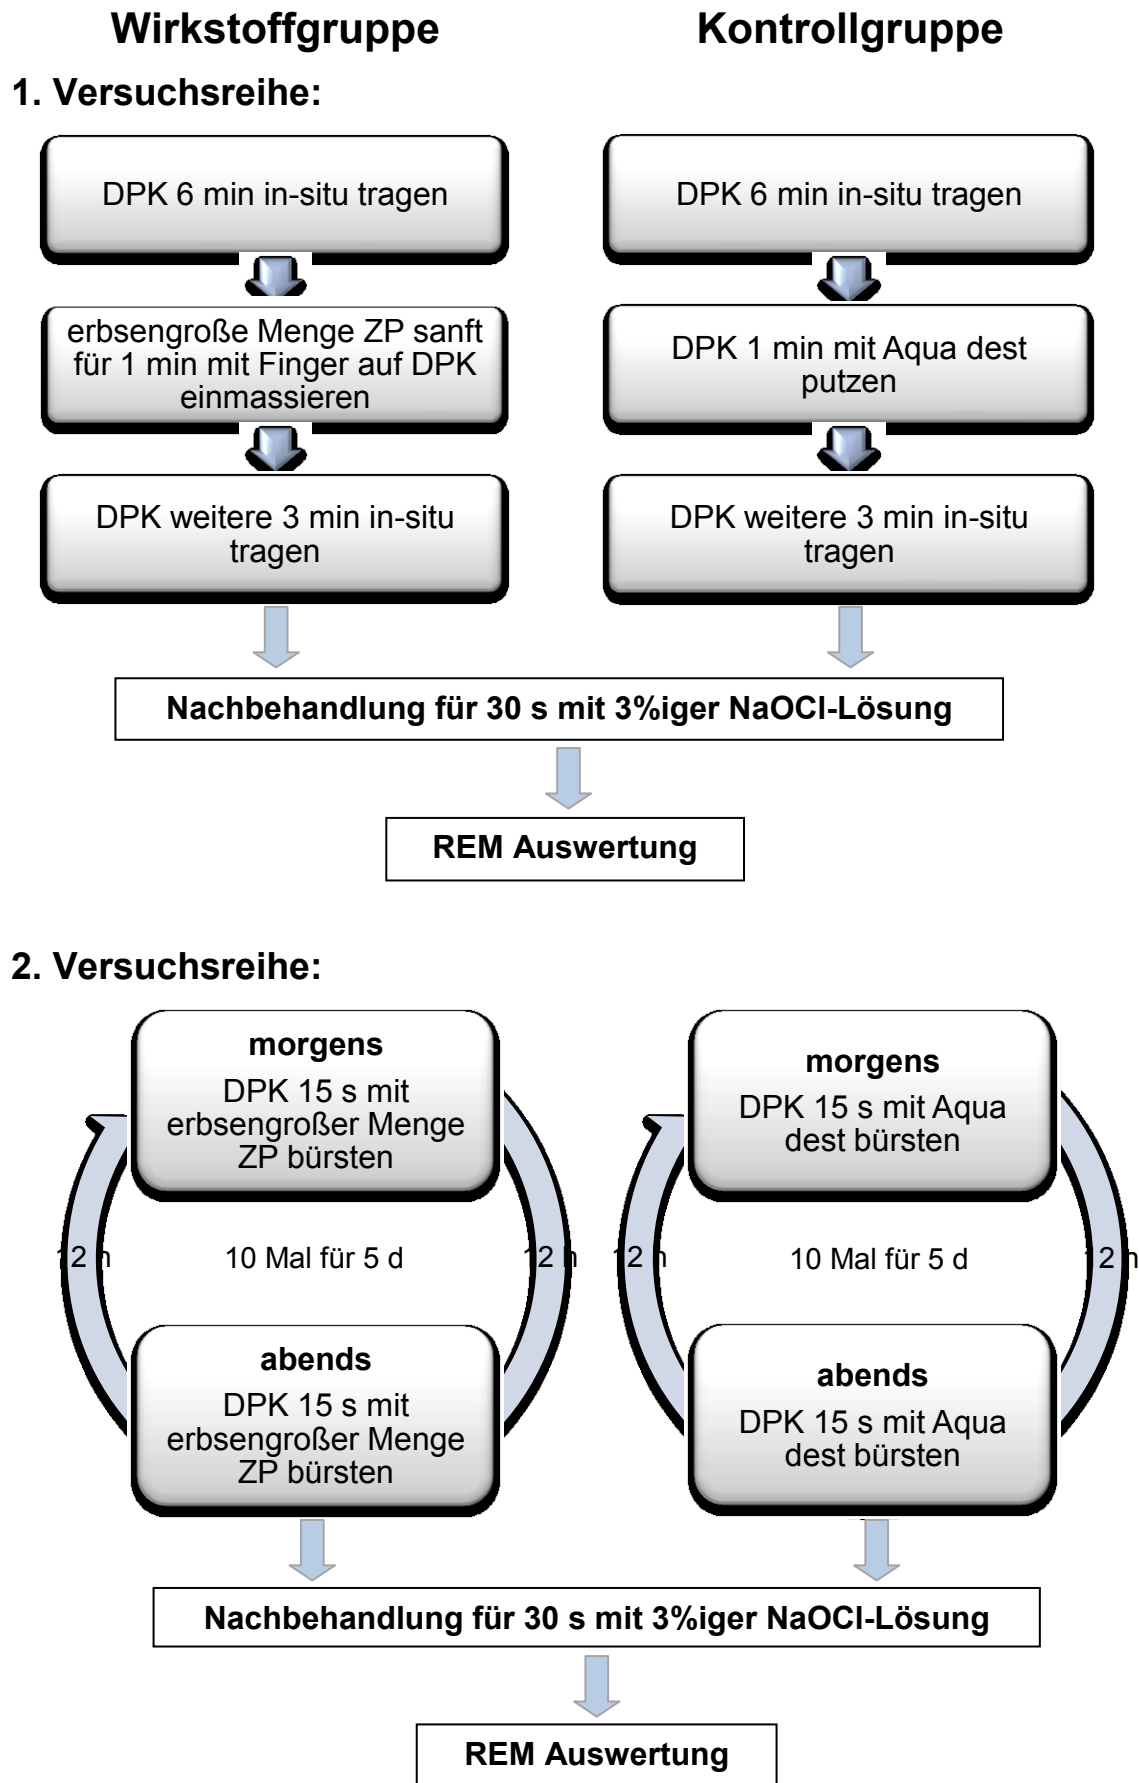 Wirkstoffgruppe
Kontrollgruppe
1. Versuchsreihe:
DPK 6 min in-situ tragen
DPK 6 min in-situ tragen
erbsengroße Menge ZP sanft
für 1 min mit Finger auf DPK
einmassieren
DPK 1 min mit Aqua dest
putzen
DPK weitere 3 min in-situ
tragen
DPK weitere 3 min in-situ
tragen
Nachbehandlung für 30 s mit 3%iger NaOCl-Lösung
REM Auswertung
2. Versuchsreihe:
morgens
DPK 15 s mit
erbsengroßer Menge
ZP bürsten
morgens
DPK 15 s mit Aqua
dest bürsten
12 h
10 Mal für 5 d
12 h
12 h
10 Mal für 5 d
12 h
abends
DPK 15 s mit
erbsengroßer Menge
ZP bürsten
abends
DPK 15 s mit Aqua
dest bürsten
Nachbehandlung für 30 s mit 3%iger NaOCl-Lösung
REM Auswertung